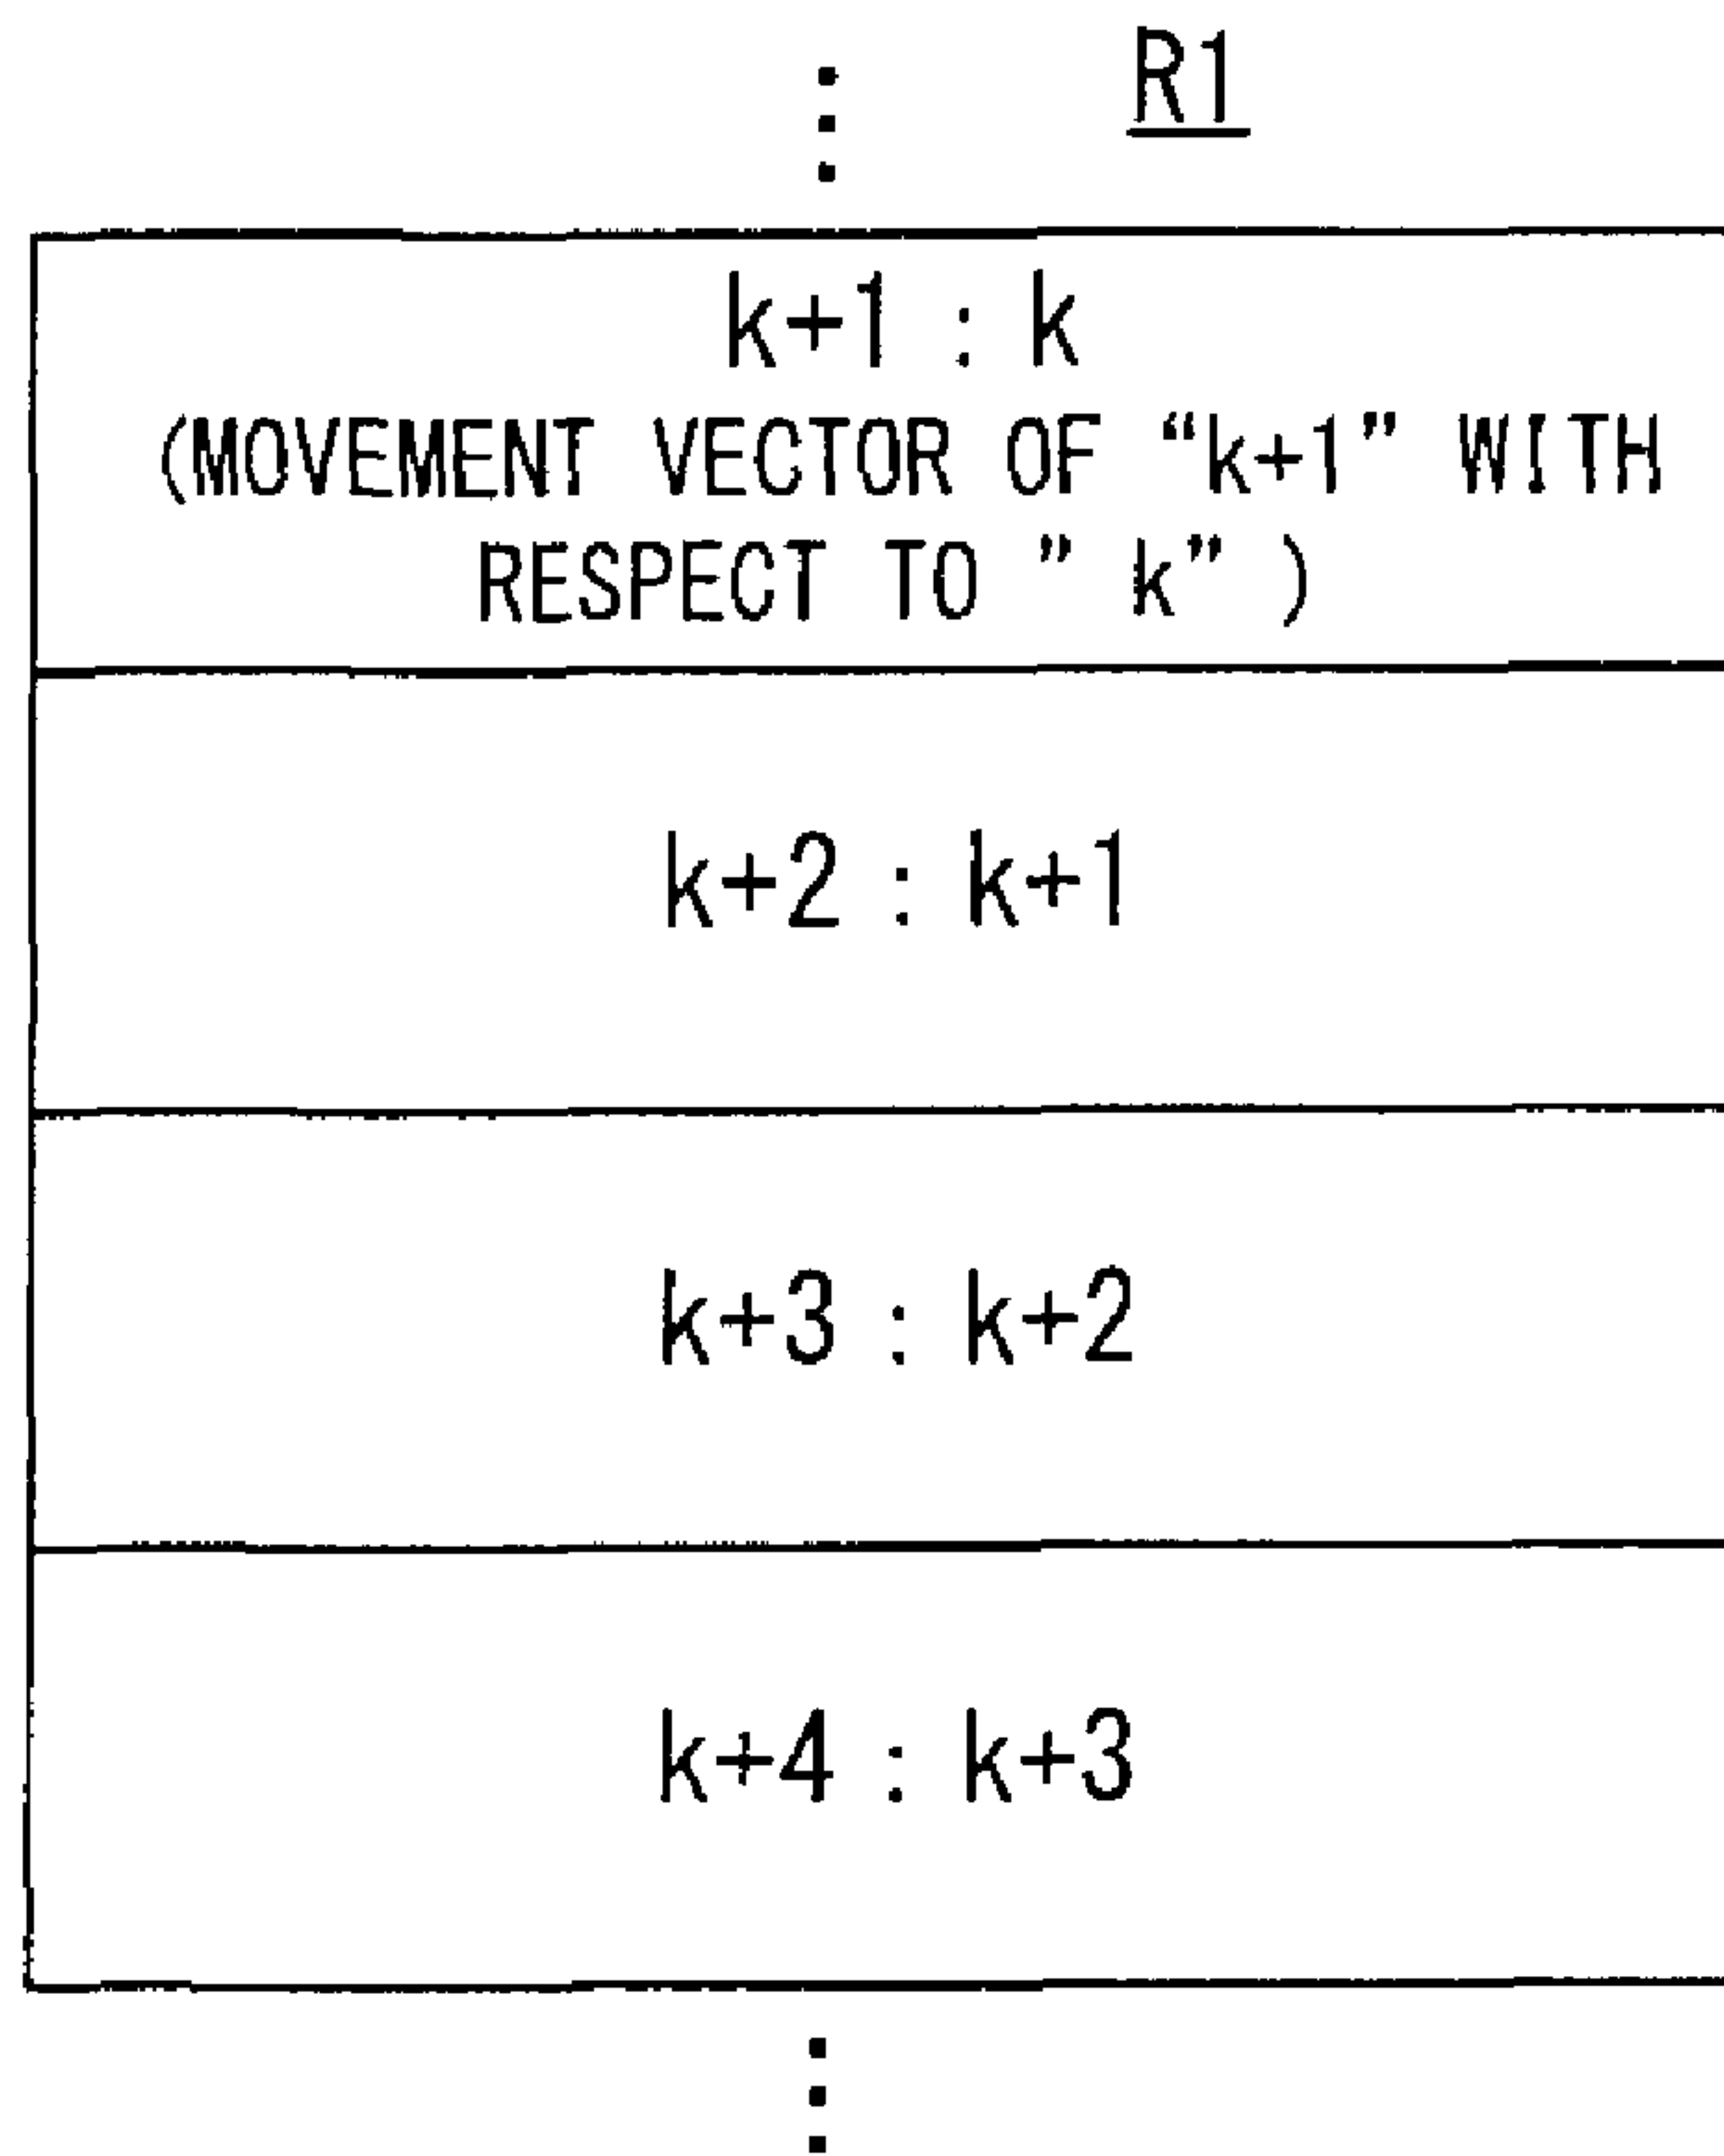 R1
k+1 : k
(MOVEMENT VECTOR OF “k+1” WITH
RESPECT TO ” k” )
k+2 : k+1
k+3 : k+2
k+4 : k+3